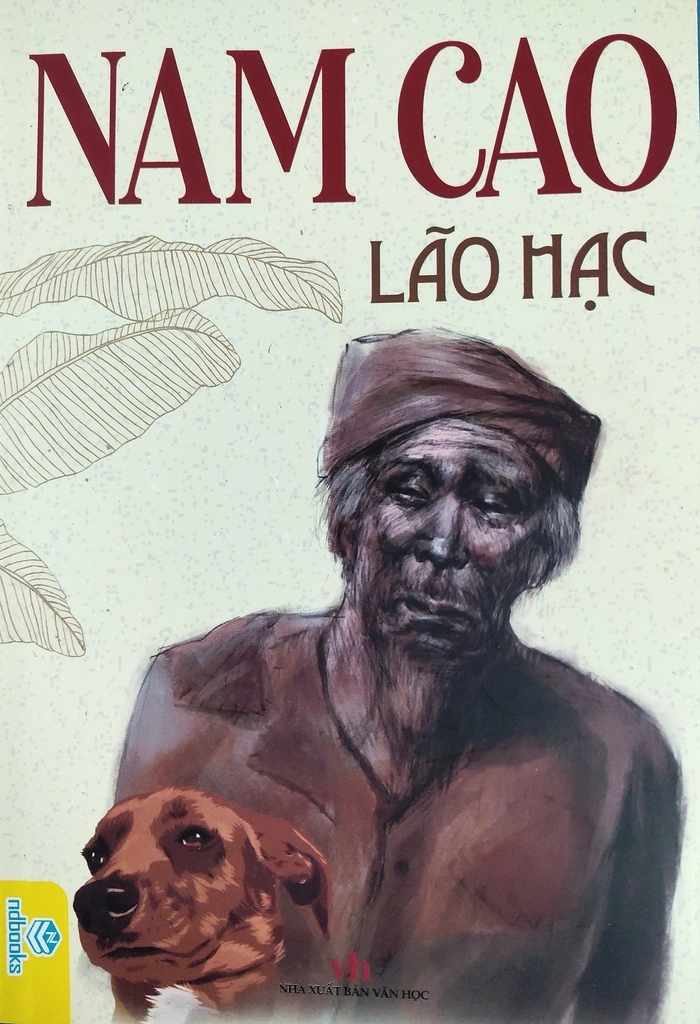 NAM CAO
LÃO HẠC
ndbooks
vh
NHÀ XUẤT BẢN VĂN HỌC